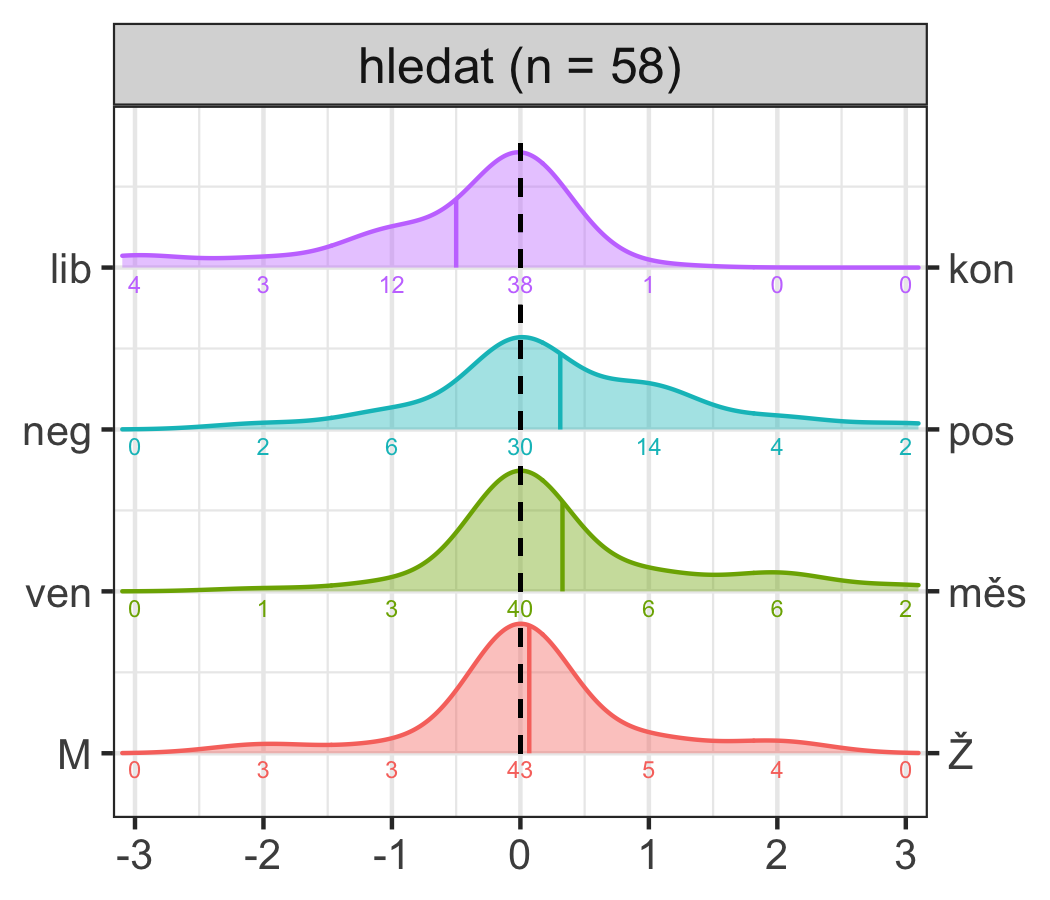 hledat (n = 58)
lib kon
4 3 12 38 1 0 0
neg pos
0 2 6 30 14 4 2
ven měs
0 1 3 40 6 6 2
M Ž
0 3 3 43 5 4 0
-3 -2 -1 0 1 2 3